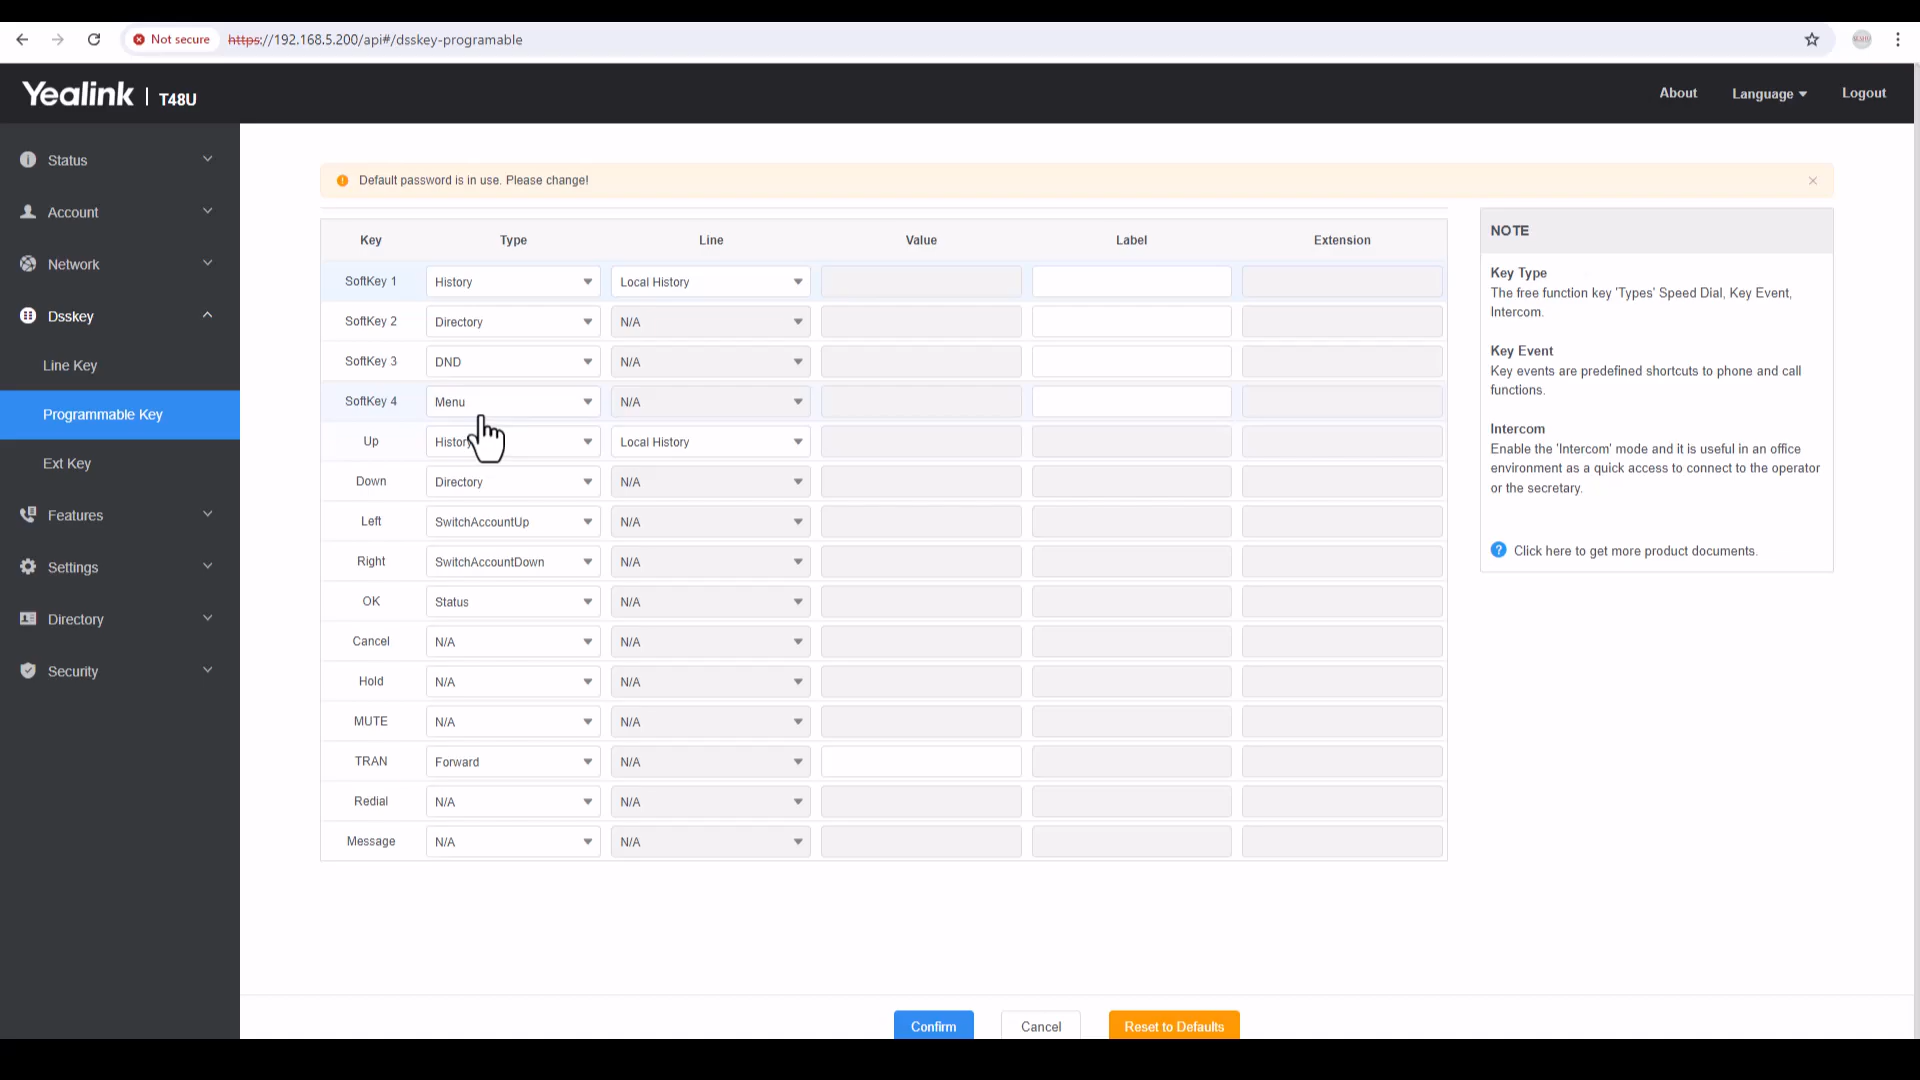 Not secure https://192.168.5.200/api#/dsskey-programable
Yealink | T48U
About Language Logout
Status
Account
Network
Dsskey
Line Key
Programmable Key
Ext Key
Features
Settings
Directory
Security
Default password is in use. Please change!
Key Type Line Value Label Extension
SoftKey 1 History Local History
SoftKey 2 Directory N/A
SoftKey 3 DND N/A
SoftKey 4 Menu N/A
Up History Local History
Down Directory N/A
Left SwitchAccountUp N/A
Right SwitchAccountDown N/A
OK Status N/A
Cancel N/A N/A
Hold N/A N/A
MUTE N/A N/A
TRAN Forward N/A
Redial N/A N/A
Message N/A N/A
NOTE
Key Type
The free function key 'Types' Speed Dial, Key Event,
Intercom.
Key Event
Key events are predefined shortcuts to phone and call
functions.
Intercom
Enable the 'Intercom' mode and it is useful in an office
environment as a quick access to connect to the operator
or the secretary.
Click here to get more product documents.
Confirm Cancel Reset to Defaults